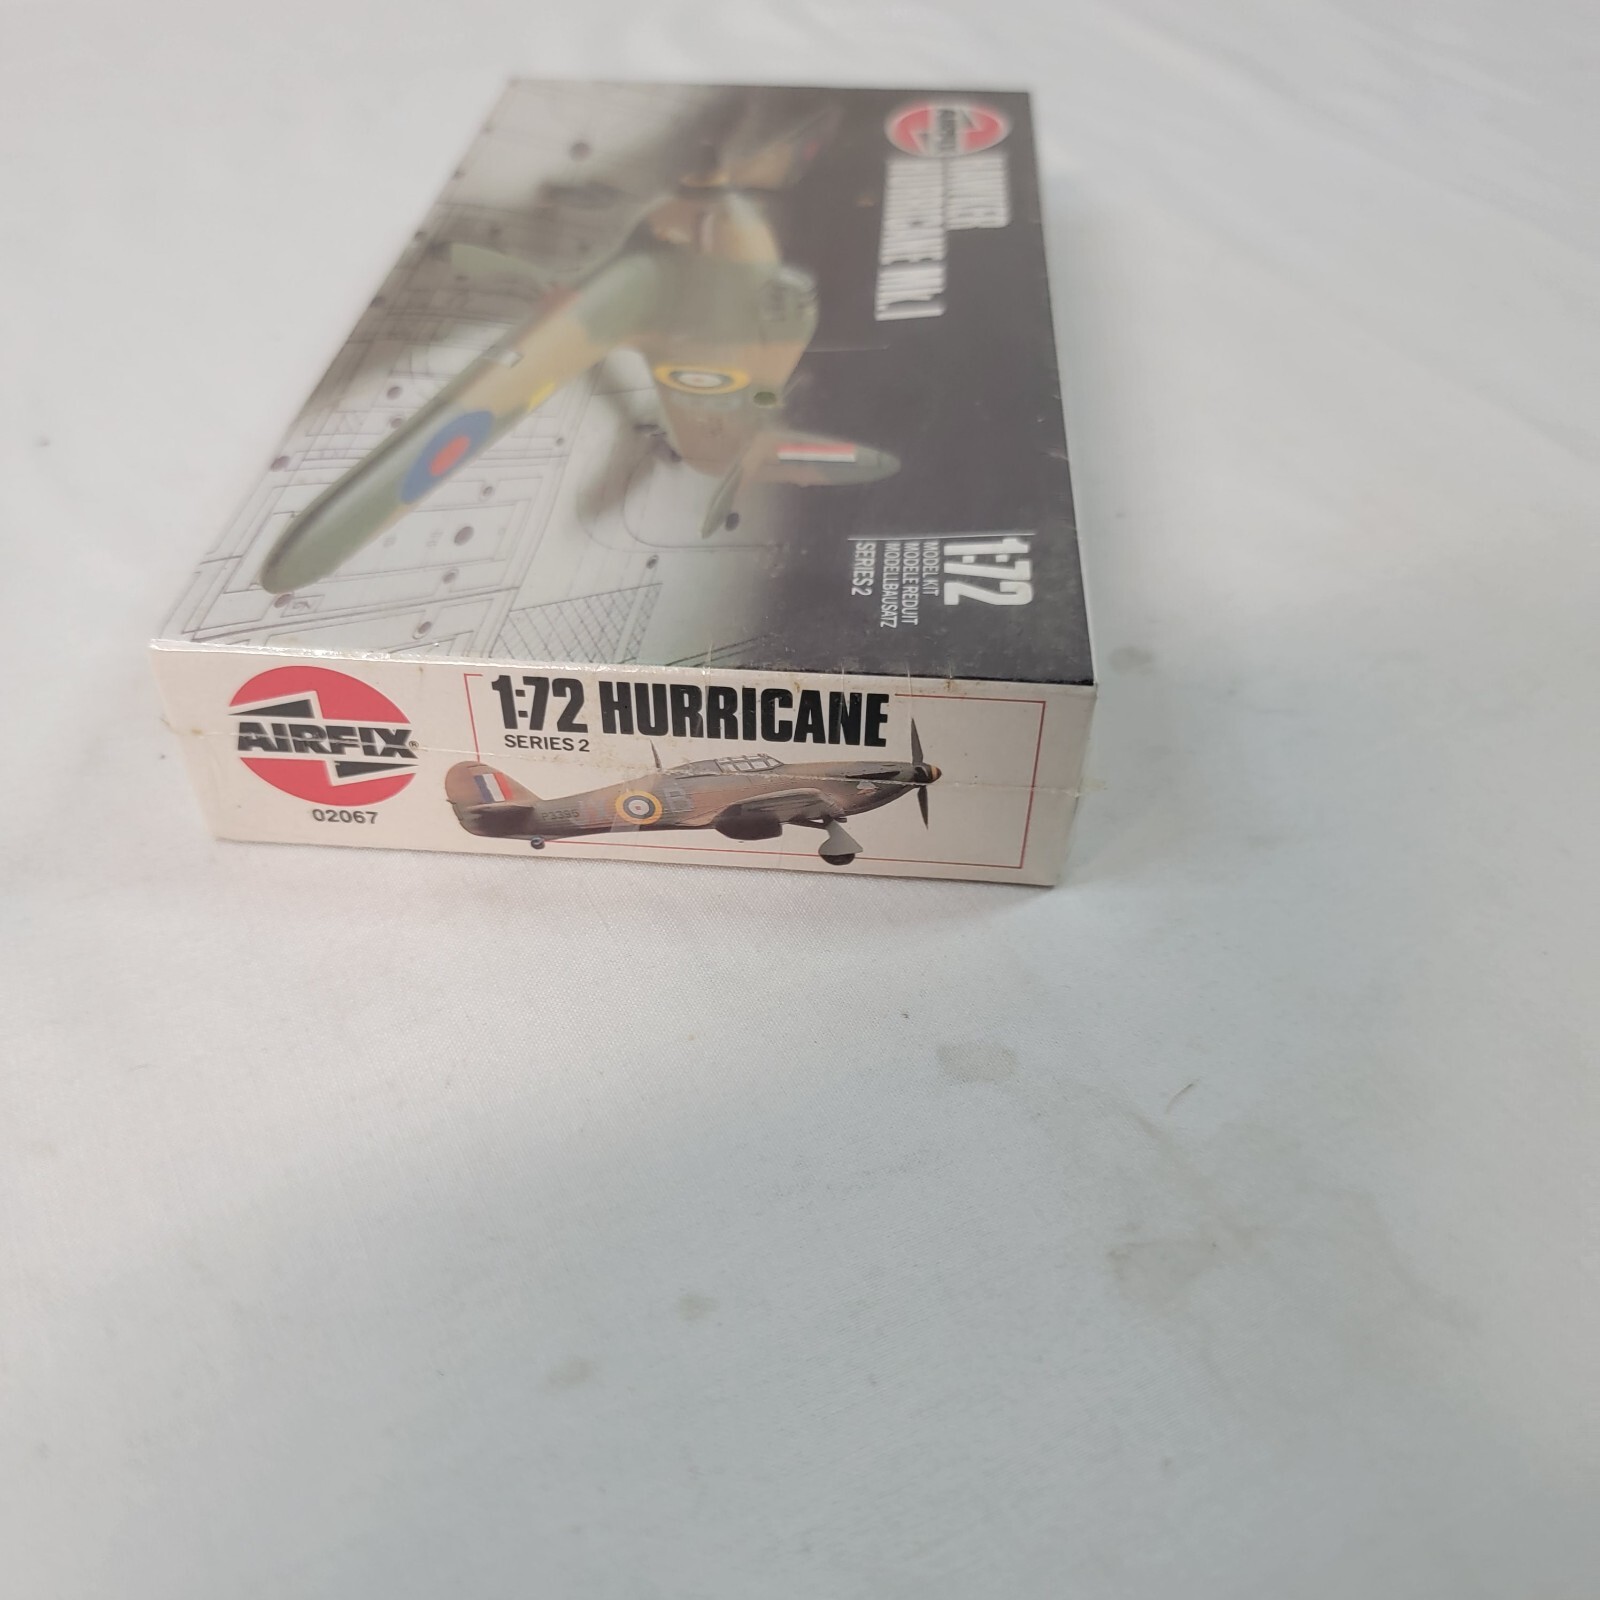 AIRFIX
HAWKER
HURRICANE Mk.I
1:72
MODEL KIT
MODELE REDUIT
MODELLBAUSATZ
SERIES 2
AIRFIX®
02067
1:72 HURRICANE
SERIES 2
P3395